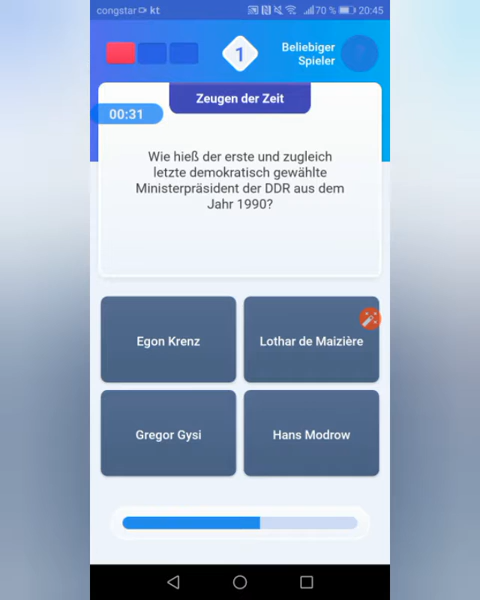 congstar kt 70 % 20:45
1
Beliebiger
Spieler
Zeugen der Zeit
00:31
Wie hieß der erste und zugleich
letzte demokratisch gewählte
Ministerpräsident der DDR aus dem
Jahr 1990?
Egon Krenz
Lothar de Maizière
Gregor Gysi
Hans Modrow